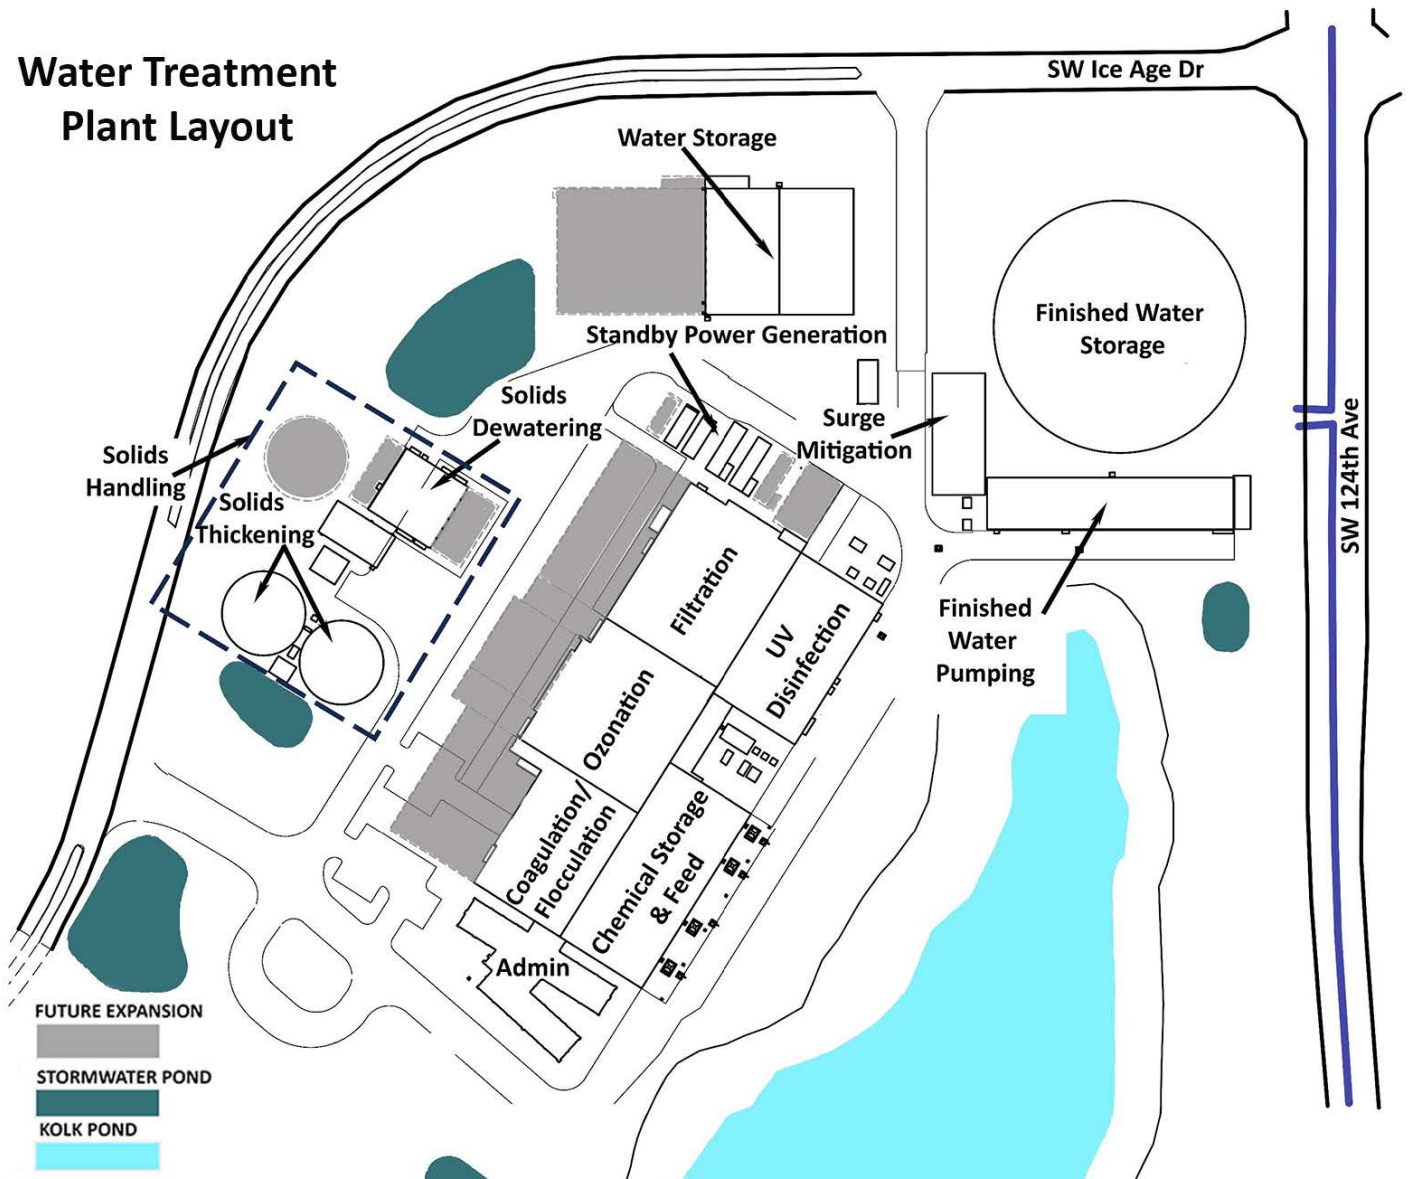 Water Treatment
Plant Layout
SW Ice Age Dr
Water Storage
Finished Water
Storage
Standby Power Generation
Solids
Dewatering
Surge
Mitigation
Solids
Handling
Solids
Thickening
SW 124th Ave
Filtration
UV
Disinfection
Finished
Water
Pumping
Ozonation
Coagulation/
Flocculation
Chemical Storage
& Feed
Admin
FUTURE EXPANSION
STORMWATER POND
KOLK POND